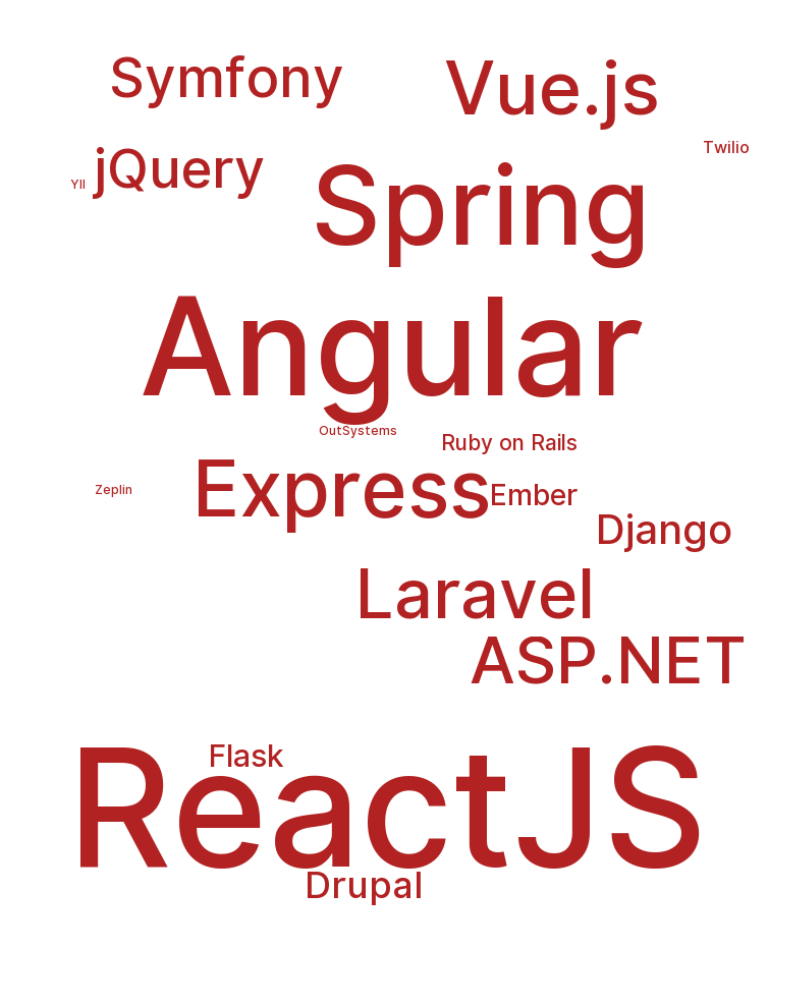 Symfony
Vue.js
Twilio
jQuery
YII
Spring
Angular
OutSystems
Ruby on Rails
Express
Zeplin
Ember
Django
Laravel
ASP.NET
Flask
ReactJS
Drupal